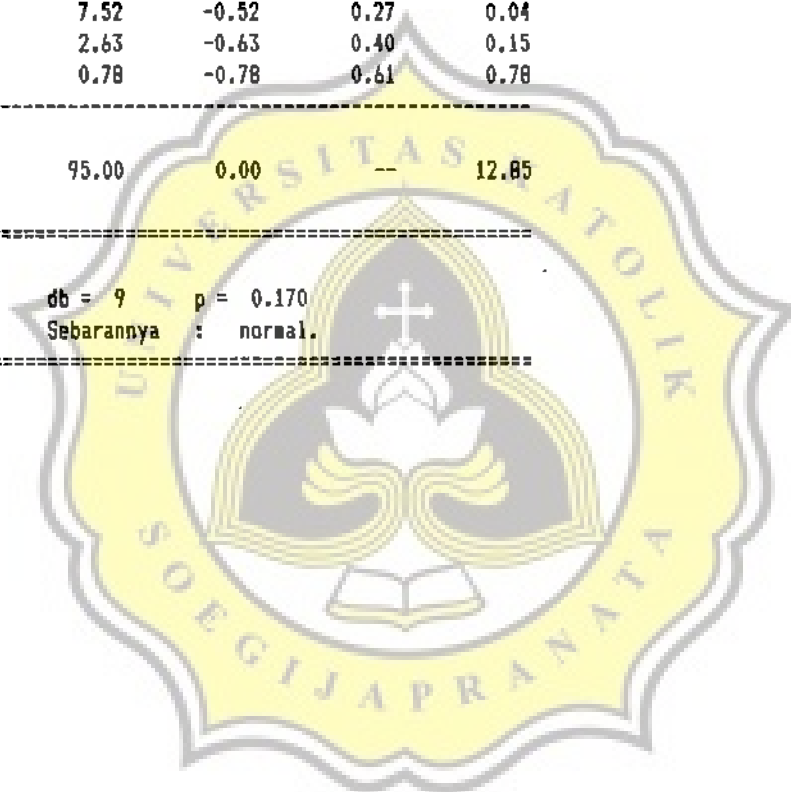 7.52 -0.52 0.27 0.04
2.63 -0.63 0.40 0.15
0.78 -0.78 0.61 0.78
95.00 0.00 -- 12.85
db = 9 p = 0.170
Sebarannya : normal.
UNIVERSITAS KATOLIK
SOEGIJAPRANATA